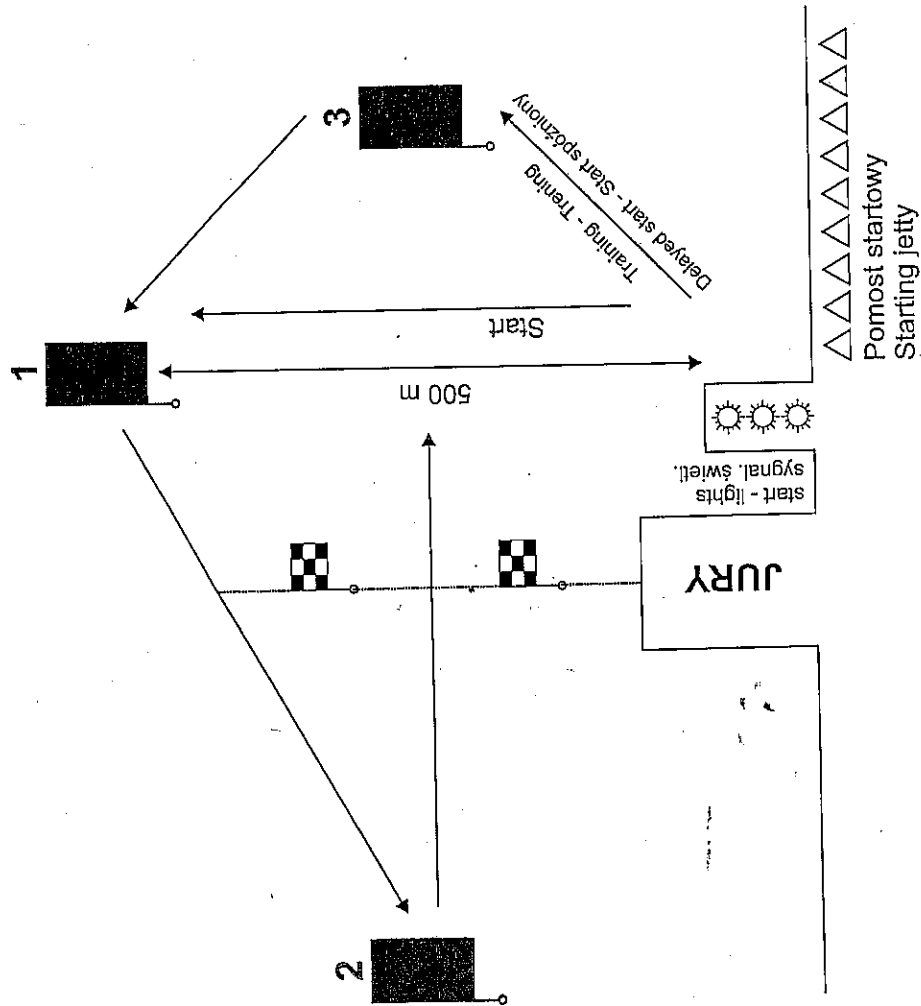 1
3
2
Training - Trening
Delayed start - Start spóźniony
Start
500 m
start - lights
sygnal. świetl.
JURY
Pomost startowy
Starting jetty